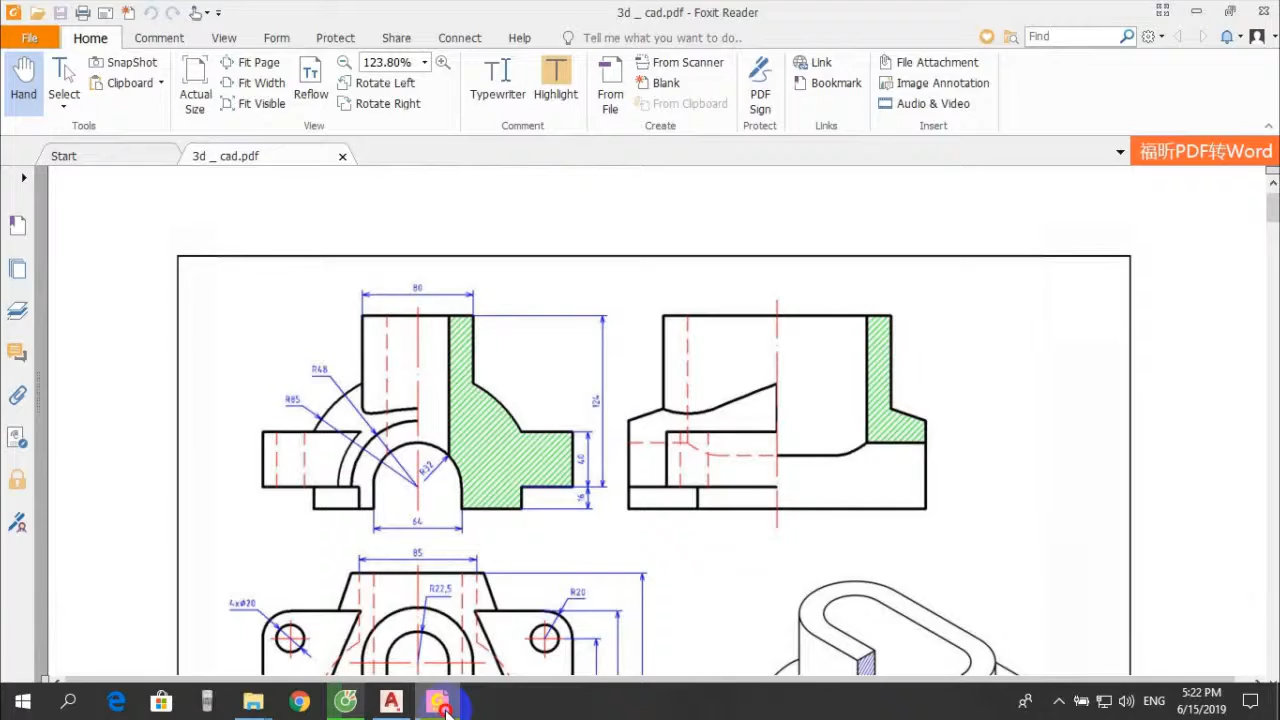 3d _ cad.pdf - Foxit Reader
File Home Comment View Form Protect Share Connect Help Tell me what you want to do.. Find
Hand
Select
SnapShot
Clipboard
Tools
Actual Size
Fit Page
Fit Width
Fit Visible
Reflow
123.80%
Rotate Left
Rotate Right
View
Typewriter
Highlight
Comment
From File
From Scanner
Blank
From Clipboard
Create
PDF Sign
Protect
Link
Bookmark
Links
File Attachment
Image Annotation
Audio & Video
Insert
Start
3d _ cad.pdf
福昕PDF转Word
80
R48
R85
R32
124
40
16
64
85
R22,5
4xø20
R20
ENG
5:22 PM
6/15/2019